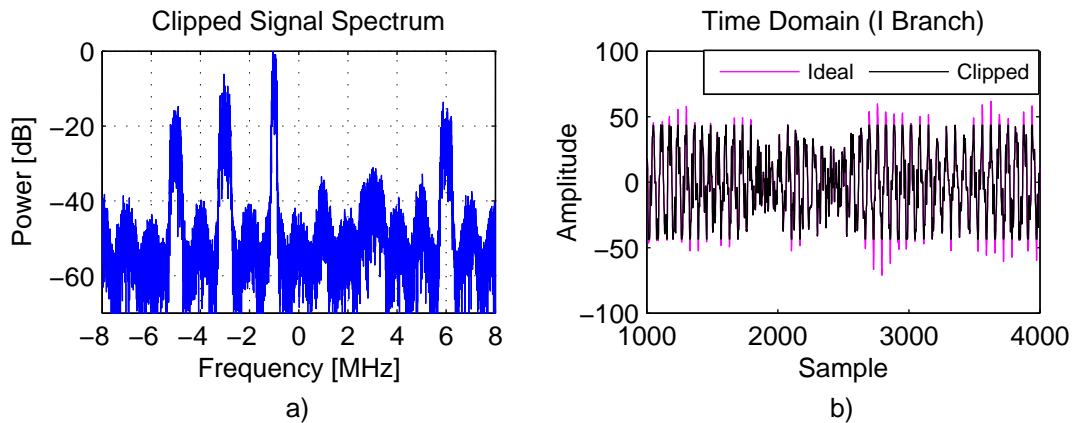 Clipped Signal Spectrum
0
−20
−40
−60
Power [dB]
−8 −6 −4 −2 0 2 4 6 8
Frequency [MHz]
a)
Time Domain (I Branch)
100
50
0
−50
−100
Amplitude
Ideal Clipped
1000 2000 3000 4000
Sample
b)